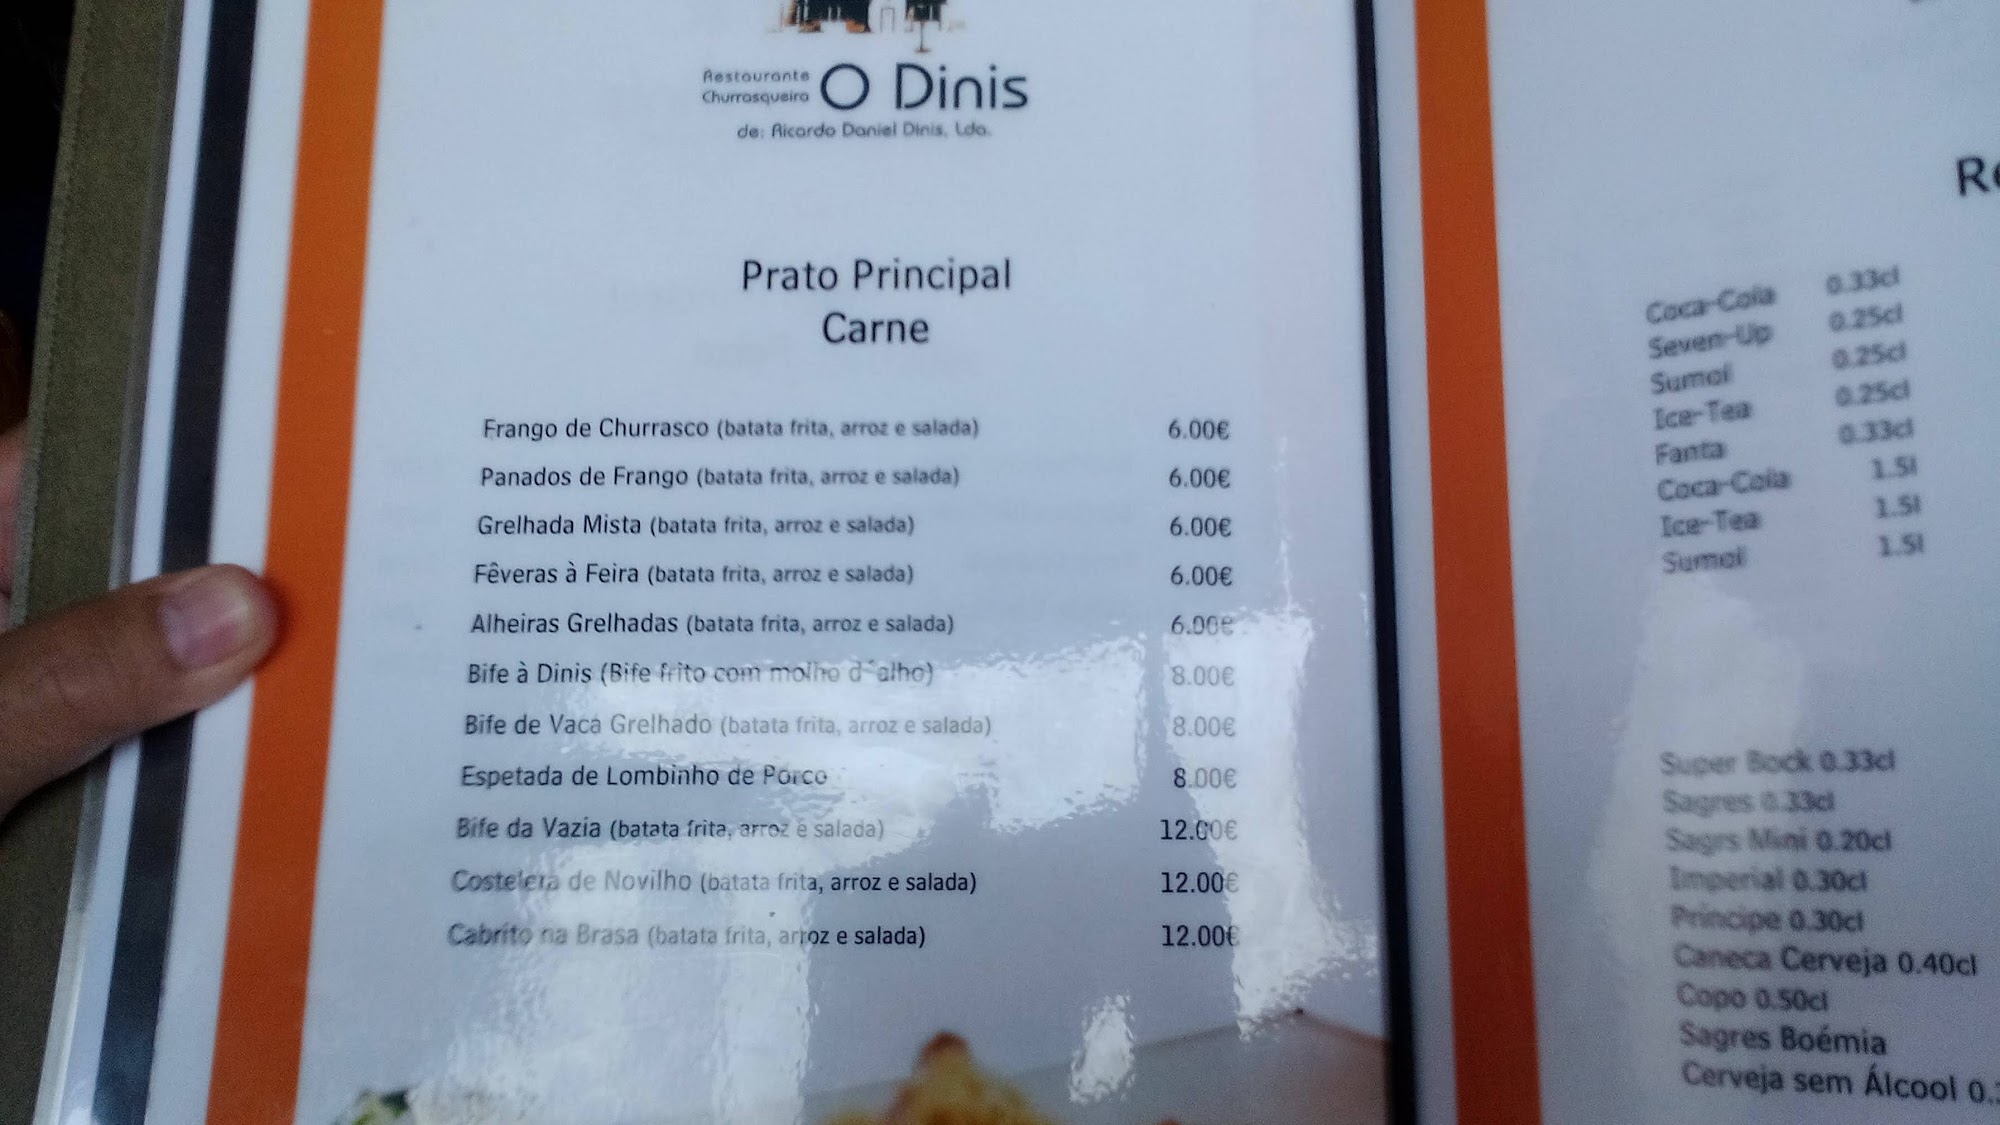 Restaurante
Churrasqueira
O Dinis
de: Ricardo Daniel Dinis, Lda.
Prato Principal
Carne
Frango de Churrasco (batata frita, arroz e salada) 6.00€
Panados de Frango (batata frita, arroz e salada) 6.00€
Grelhada Mista (batata frita, arroz e salada) 6.00€
Fêveras à Feira (batata frita, arroz e salada) 6.00€
Alheiras Grelhadas (batata frita, arroz e salada) 6.00€
Bife à Dinis (Bife frito com molho d´alho) 8.00€
Bife de Vaca Grelhado (batata frita, arroz e salada) 8.00€
Espetada de Lombinho de Porco 8.00€
Bife da Vazia (batata frita, arroz e salada) 12.00€
Costeleta de Novilho (batata frita, arroz e salada) 12.00€
Cabrito na Brasa (batata frita, arroz e salada) 12.00€
Coca-Cola 0.33cl
Seven-Up 0.25cl
Sumol 0.25cl
Ice-Tea 0.25cl
Fanta 0.33cl
Coca-Cola 1.5l
Ice-Tea 1.5l
Sumol 1.5l
Super Bock 0.33cl
Sagres 0.33cl
Sagrs Mini 0.20cl
Imperial 0.30cl
Príncipe 0.30cl
Caneca Cerveja 0.40cl
Copo 0.50cl
Sagres Boémia
Cerveja sem Álcool